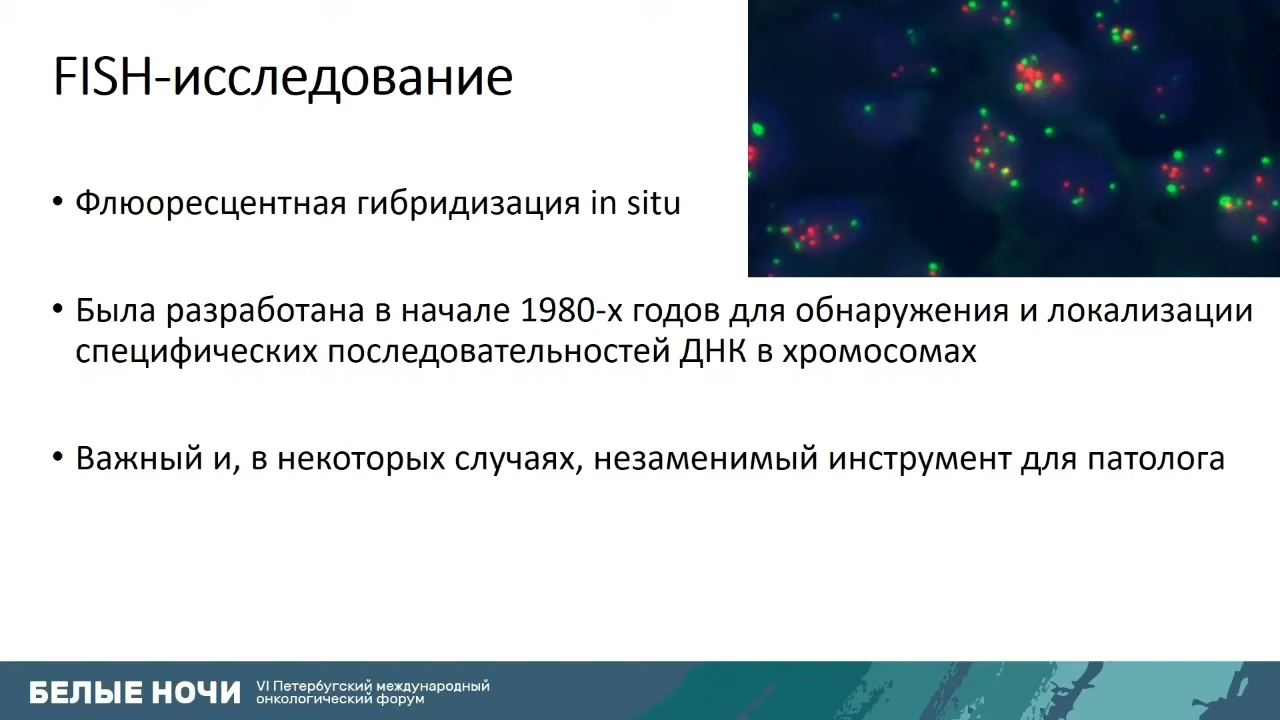 FISH-исследование
• Флюоресцентная гибридизация in situ
• Была разработана в начале 1980-х годов для обнаружения и локализации
специфических последовательностей ДНК в хромосомах
• Важный и, в некоторых случаях, незаменимый инструмент для патолога
БЕЛЫЕ НОЧИ
VI Петербугский международный
онкологический форум